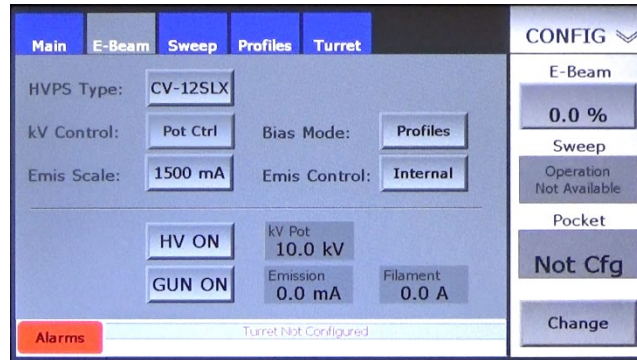 Main E-Beam Sweep Profiles Turret
HVPS Type: CV-12SLX
kV Control: Pot Ctrl Bias Mode: Profiles
Emis Scale: 1500 mA Emis Control: Internal
HV ON
kV Pot
10.0 kV
GUN ON
Emission
0.0 mA
Filament
0.0 A
Alarms
Turret Not Configured
CONFIG
E-Beam
0.0 %
Sweep
Operation
Not Available
Pocket
Not Cfg
Change